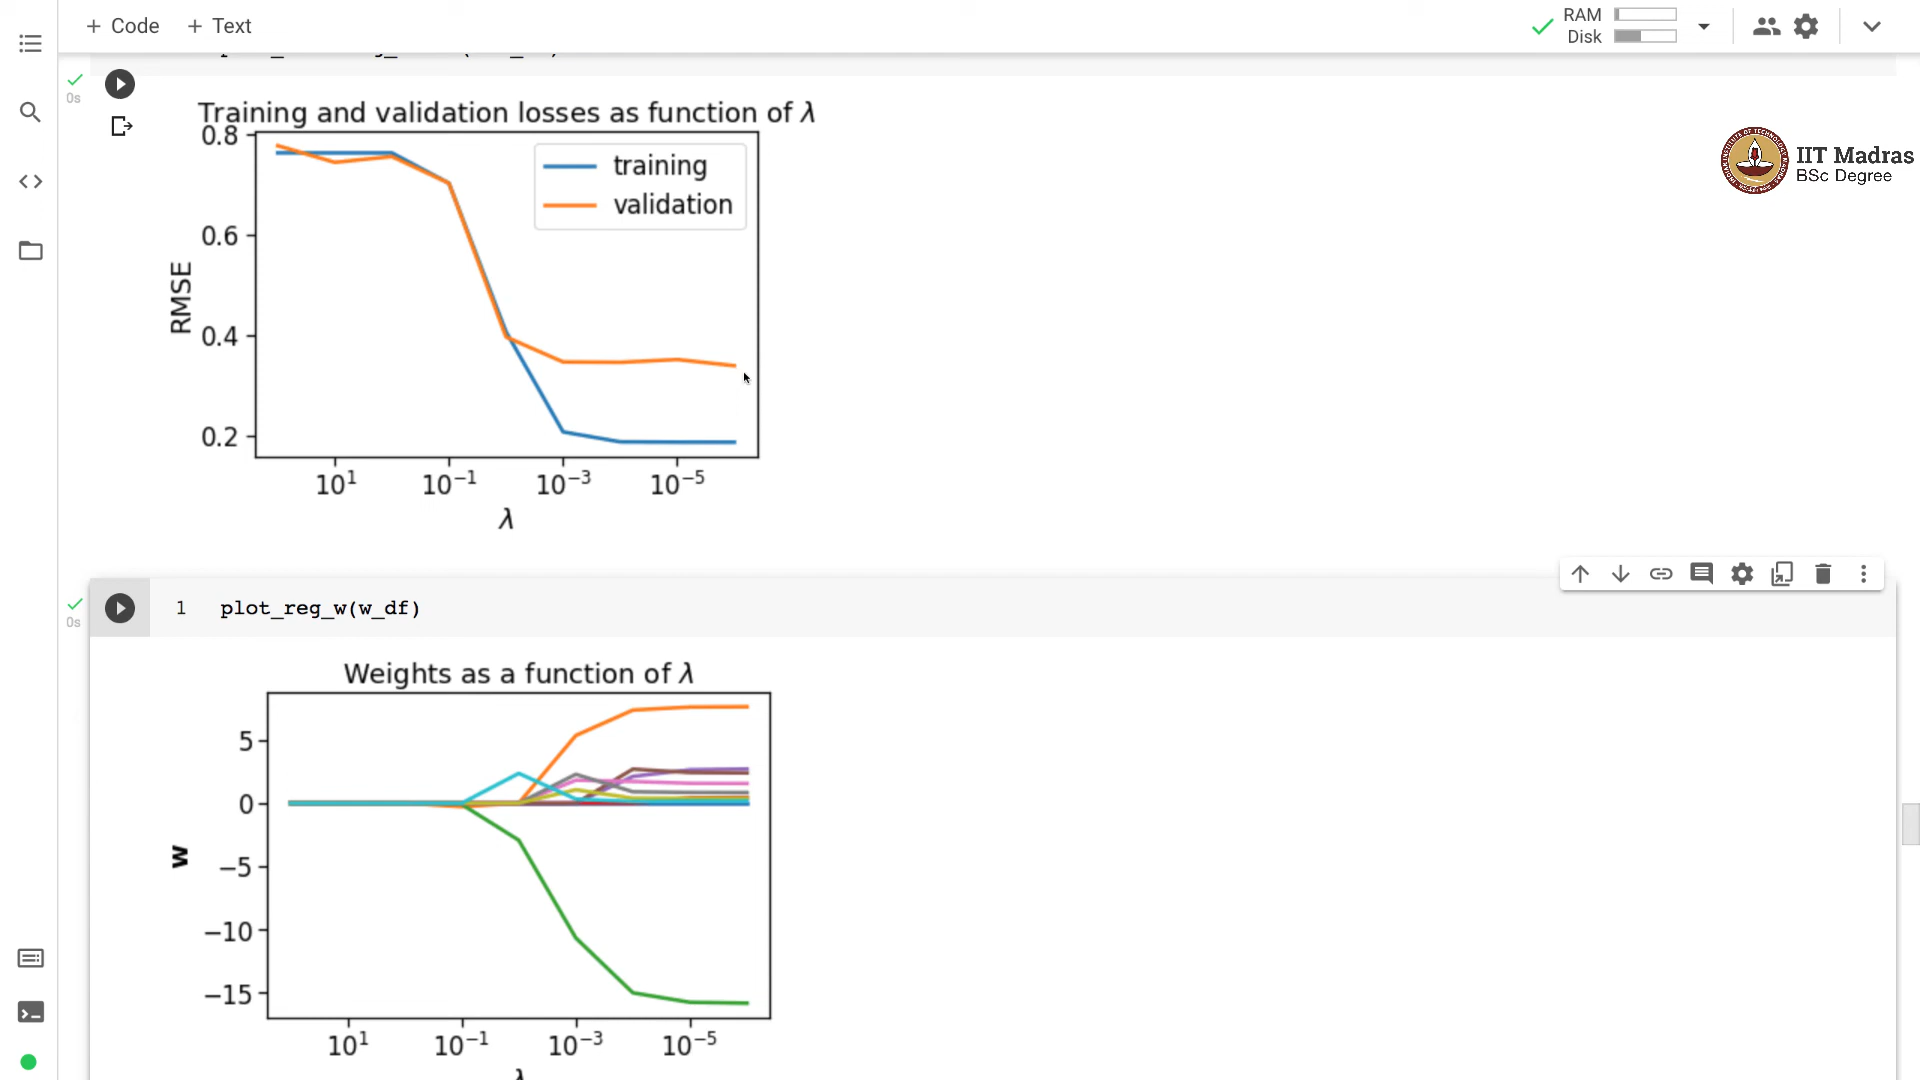 + Code + Text
RAM
Disk
0s
IIT Madras
BSc Degree
Training and validation losses as function of λ
0.8
training
validation
0.6
RMSE
0.4
0.2
10¹ 10⁻¹ 10⁻³ 10⁻⁵
λ
0s
1 plot_reg_w(w_df)
Weights as a function of λ
5
0
w
−5
−10
−15
10¹ 10⁻¹ 10⁻³ 10⁻⁵
λ